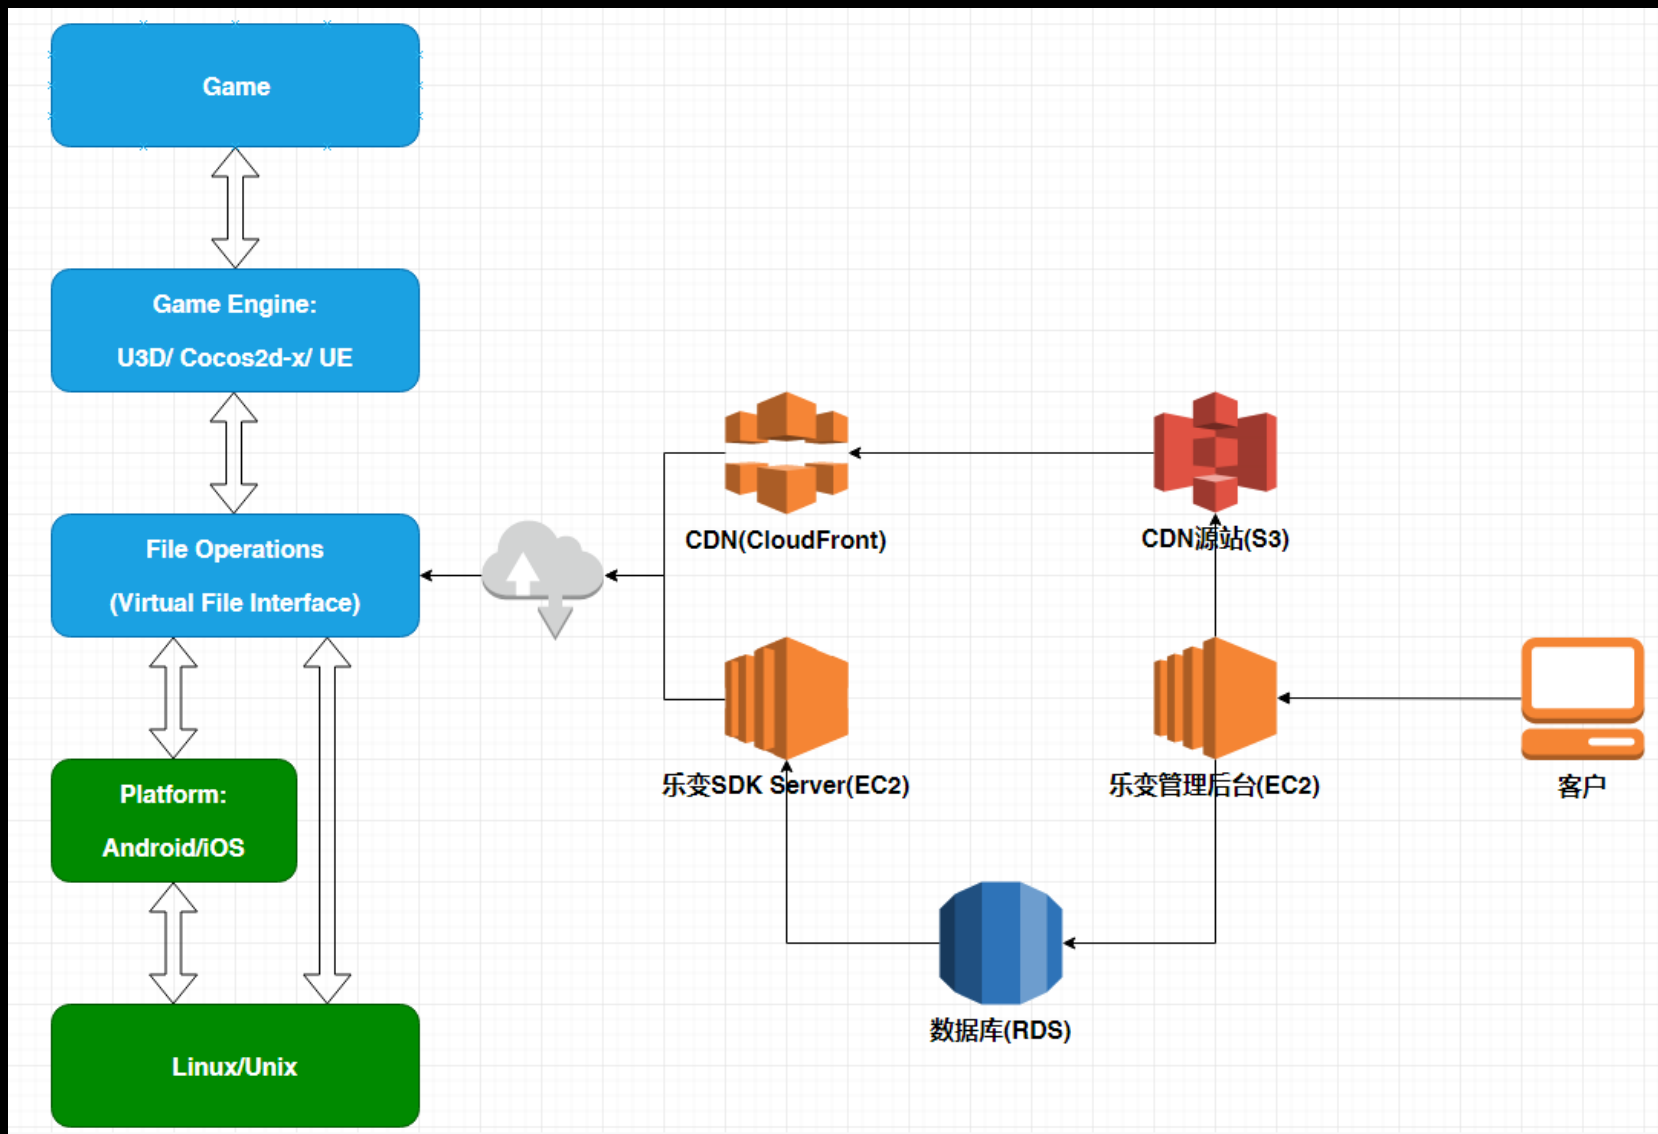 Game
Game Engine:
U3D/ Cocos2d-x/ UE
File Operations
(Virtual File Interface)
Platform:
Android/iOS
Linux/Unix
CDN(CloudFront)
CDN源站(S3)
乐变SDK Server(EC2)
乐变管理后台(EC2)
客户
数据库(RDS)